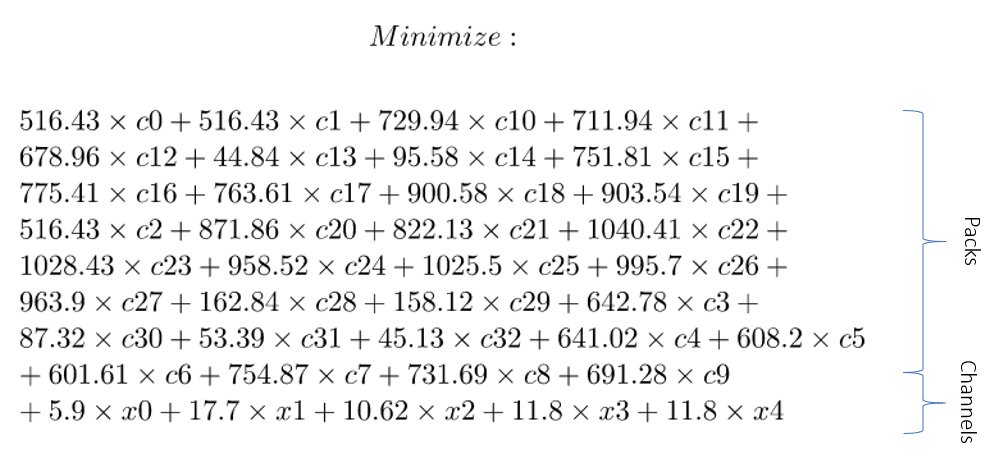 Minimize :
516.43 × c0 + 516.43 × c1 + 729.94 × c10 + 711.94 × c11 +
678.96 × c12 + 44.84 × c13 + 95.58 × c14 + 751.81 × c15 +
775.41 × c16 + 763.61 × c17 + 900.58 × c18 + 903.54 × c19 +
516.43 × c2 + 871.86 × c20 + 822.13 × c21 + 1040.41 × c22 +
1028.43 × c23 + 958.52 × c24 + 1025.5 × c25 + 995.7 × c26 +
963.9 × c27 + 162.84 × c28 + 158.12 × c29 + 642.78 × c3 +
87.32 × c30 + 53.39 × c31 + 45.13 × c32 + 641.02 × c4 + 608.2 × c5
+ 601.61 × c6 + 754.87 × c7 + 731.69 × c8 + 691.28 × c9
+ 5.9 × x0 + 17.7 × x1 + 10.62 × x2 + 11.8 × x3 + 11.8 × x4
Packs
Channels